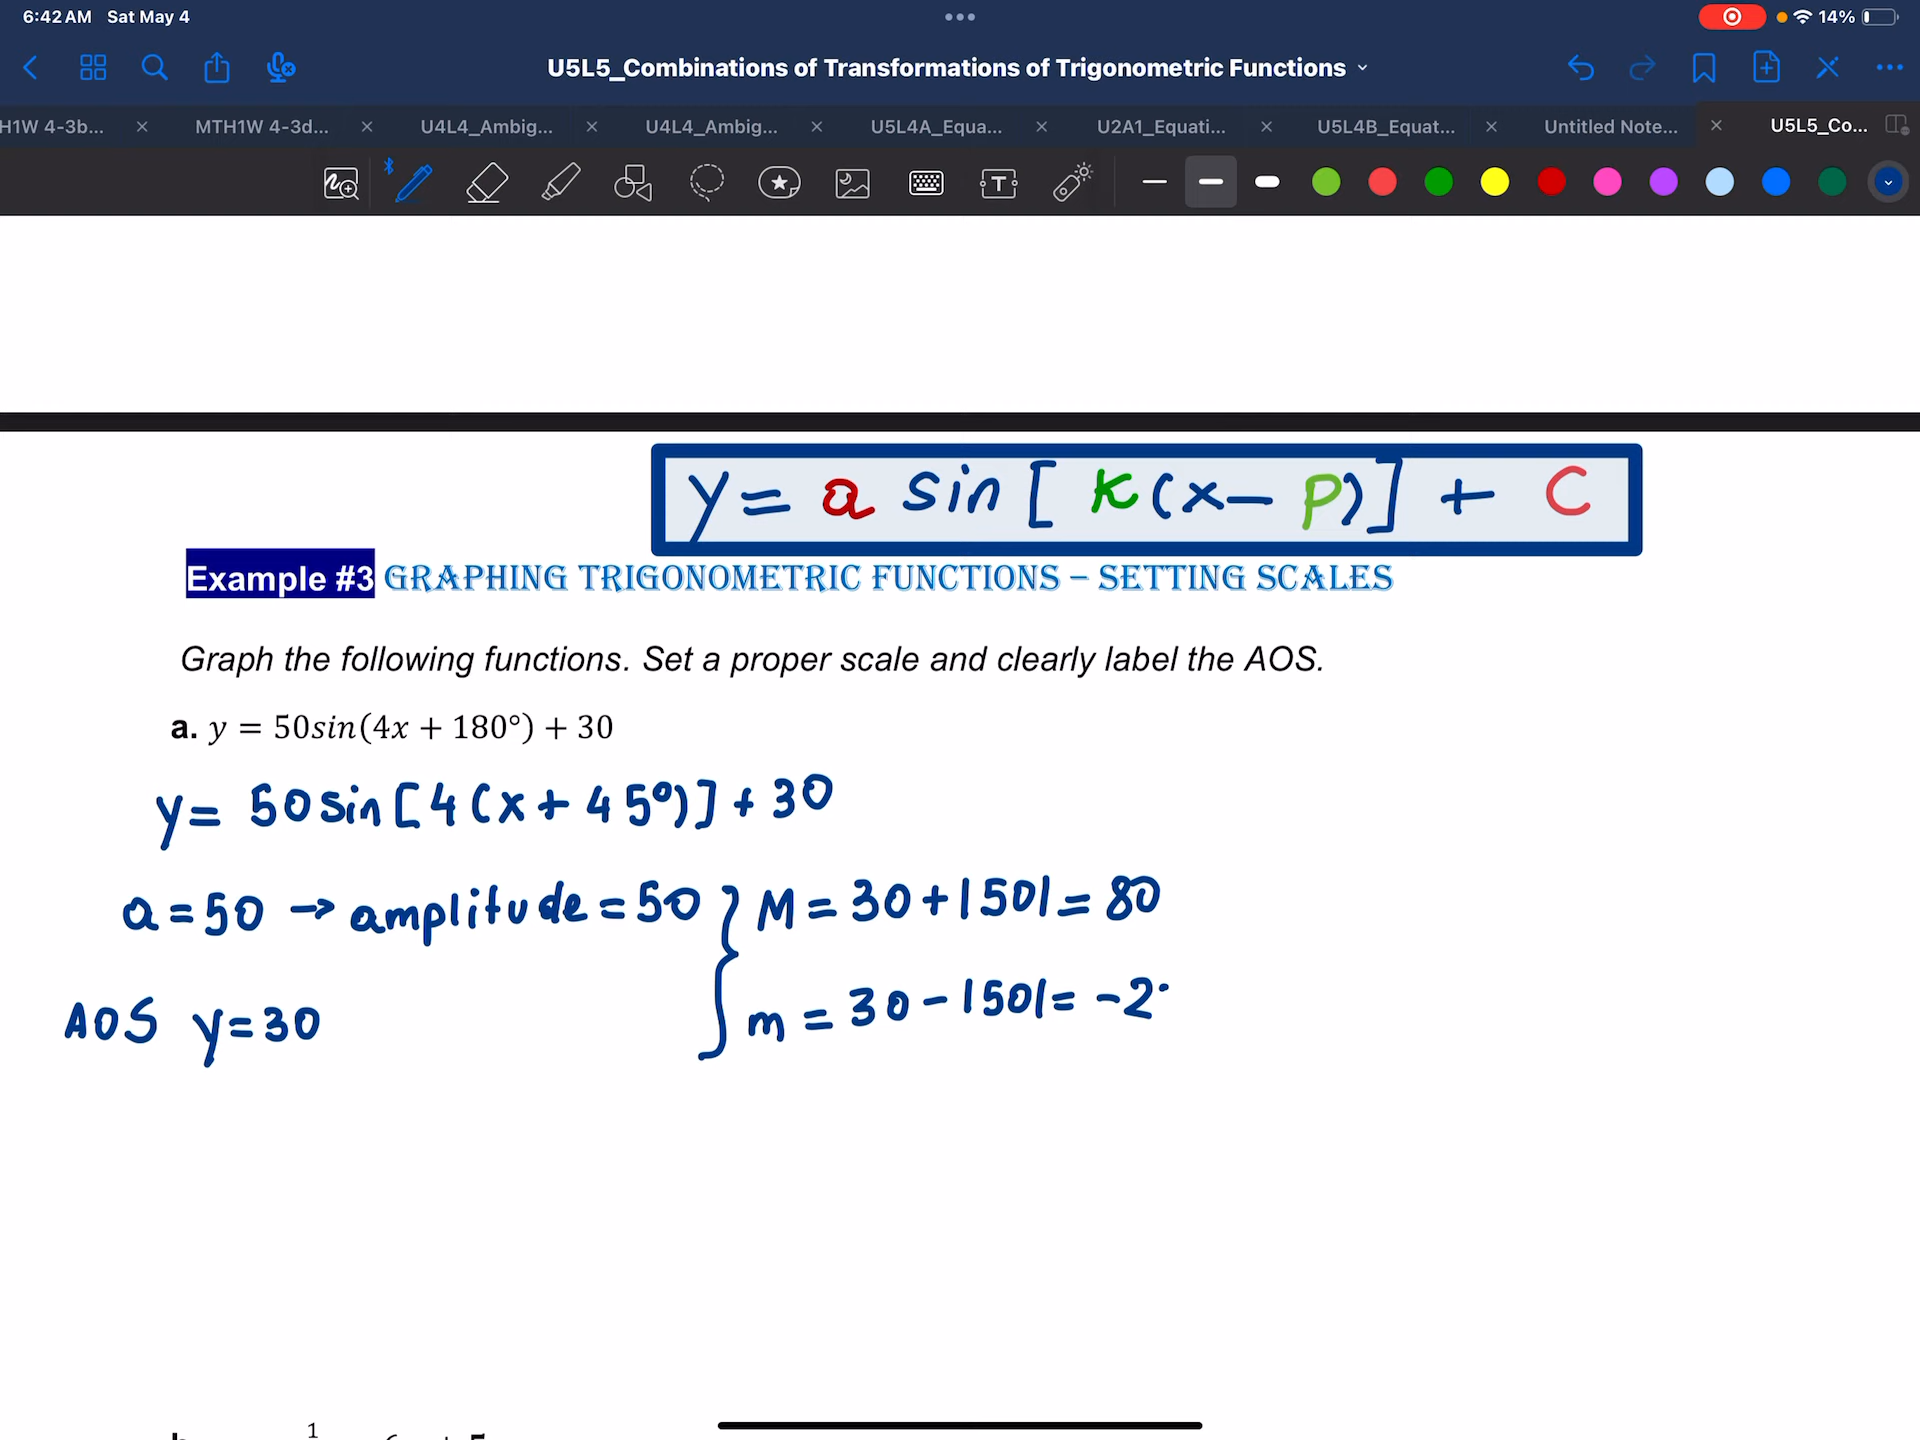 6:42 AM Sat May 4
14%
U5L5_Combinations of Transformations of Trigonometric Functions
H1W 4-3b... MTH1W 4-3d... U4L4_Ambig... U4L4_Ambig... U5L4A_Equa... U2A1_Equati... U5L4B_Equat... Untitled Note... U5L5_Co...
y = a sin [ k(x - p)] + C
Example #3 GRAPHING TRIGONOMETRIC FUNCTIONS – SETTING SCALES
Graph the following functions. Set a proper scale and clearly label the AOS.
a. y = 50sin(4x + 180°) + 30
y = 50 sin [4 (x + 45°)] + 30
a = 50 → amplitude = 50 } M = 30 + |50| = 80
AOS y = 30
m = 30 - |50| = -2